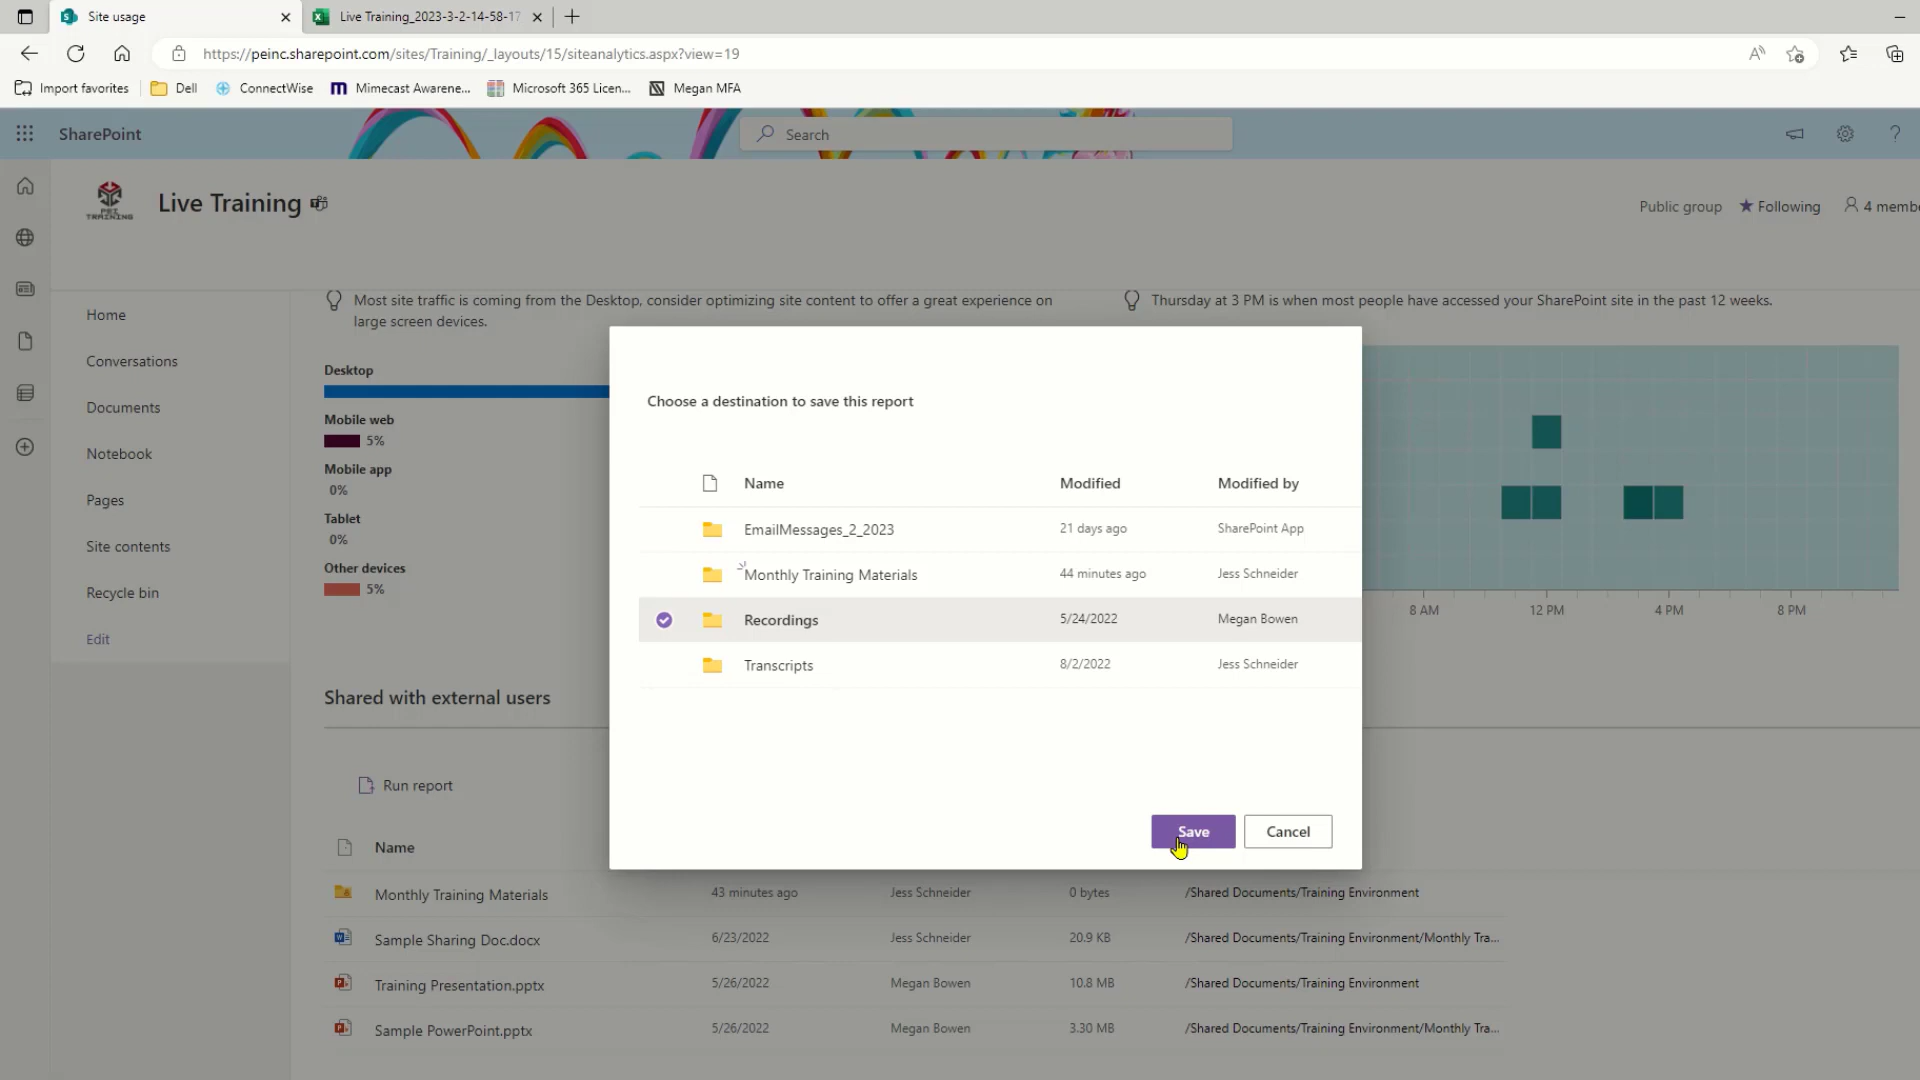 Site usage
Live Training_2023-3-2-14-58-17
https://peinc.sharepoint.com/sites/Training/_layouts/15/siteanalytics.aspx?view=19
Import favorites
Dell
ConnectWise
Mimecast Awarene...
Microsoft 365 Licen...
Megan MFA
SharePoint
Search
PEI TRAINING
Live Training
Public group
Following
4 membe
Home
Conversations
Documents
Notebook
Pages
Site contents
Recycle bin
Edit
Most site traffic is coming from the Desktop, consider optimizing site content to offer a great experience on
large screen devices.
Thursday at 3 PM is when most people have accessed your SharePoint site in the past 12 weeks.
Desktop
Mobile web
5%
Mobile app
0%
Tablet
0%
Other devices
5%
8 AM 12 PM 4 PM 8 PM
Choose a destination to save this report
Name Modified Modified by
EmailMessages_2_2023 21 days ago SharePoint App
Monthly Training Materials 44 minutes ago Jess Schneider
Recordings 5/24/2022 Megan Bowen
Transcripts 8/2/2022 Jess Schneider
Save Cancel
Shared with external users
Run report
Name
Monthly Training Materials 43 minutes ago Jess Schneider 0 bytes /Shared Documents/Training Environment
Sample Sharing Doc.docx 6/23/2022 Jess Schneider 20.9 KB /Shared Documents/Training Environment/Monthly Tra...
Training Presentation.pptx 5/26/2022 Megan Bowen 10.8 MB /Shared Documents/Training Environment
Sample PowerPoint.pptx 5/26/2022 Megan Bowen 3.30 MB /Shared Documents/Training Environment/Monthly Tra...